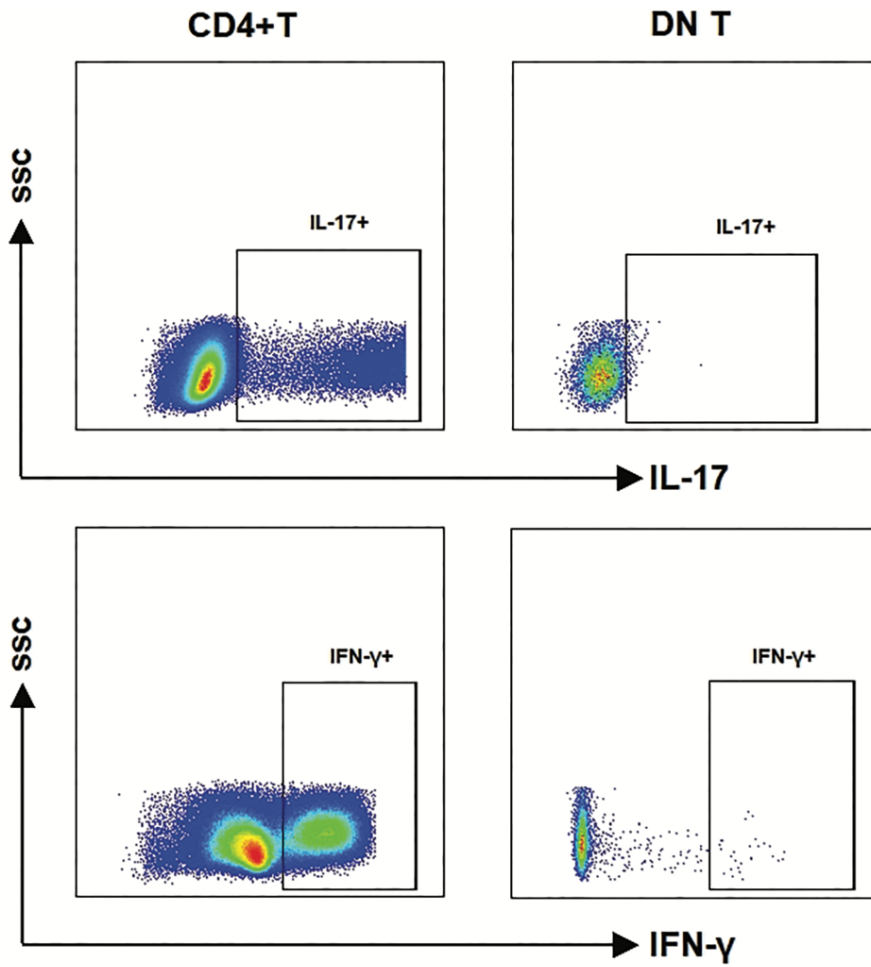 CD4+T
DN T
ssc
IL-17+
IL-17+
IL-17
ssc
IFN-γ+
IFN-γ+
IFN-γ